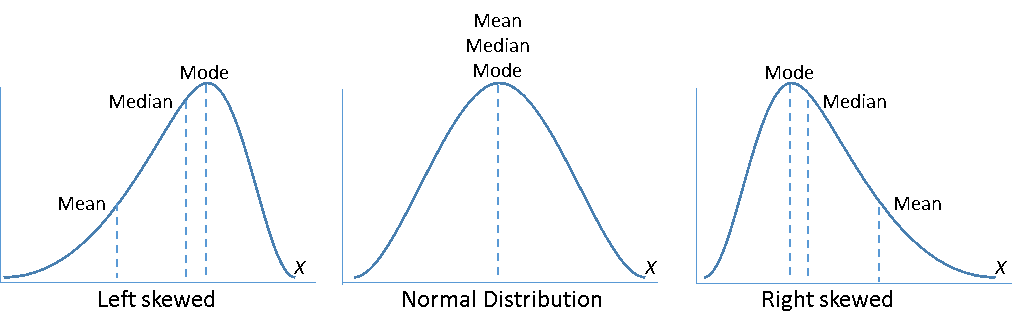 Mode
Median
Mean
X
Left skewed
Mean
Median
Mode
X
Normal Distribution
Mode
Median
Mean
X
Right skewed